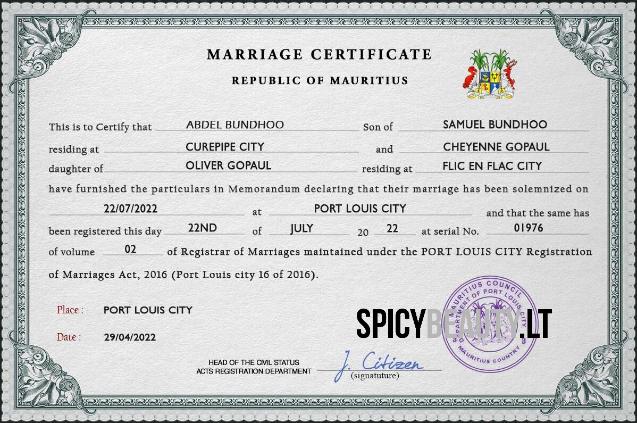 MARRIAGE CERTIFICATE
REPUBLIC OF MAURITIUS
This is to Certify that ABDEL BUNDHOO Son of SAMUEL BUNDHOO
residing at CUREPIPE CITY and CHEYENNE GOPAUL
daughter of OLIVER GOPAUL residing at FLIC EN FLAC CITY
have furnished the particulars in Memorandum declaring that their marriage has been solemnized on
22/07/2022 at PORT LOUIS CITY and that the same has
been registered this day 22ND of JULY 20 22 at serial No. 01976
of volume 02 of Registrar of Marriages maintained under the PORT LOUIS CITY Registration
of Marriages Act, 2016 (Port Louis city 16 of 2016).
Place : PORT LOUIS CITY
SPICYBEAUTY.LT
Date : 29/04/2022
MAURITIUS COUNCIL
DEPARTMENT OF PORT LOUIS CITY
MAURITIUS COUNTRY
HEAD OF THE CIVIL STATUS
ACTS REGISTRATION DEPARTMENT J. Citizen
(signatuture)